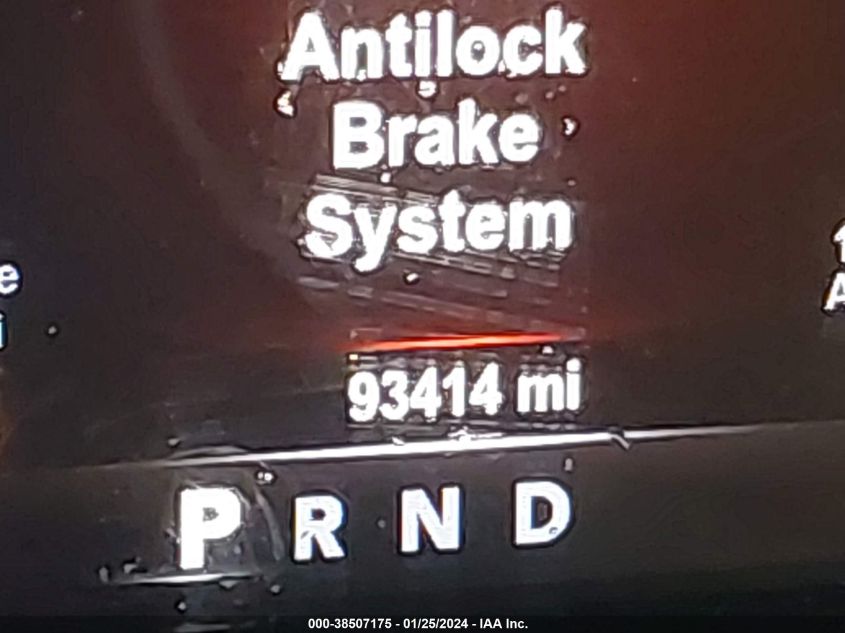 Antilock
Brake
System
93414 mi
P R N D
000-38507175 - 01/25/2024 - IAA Inc.